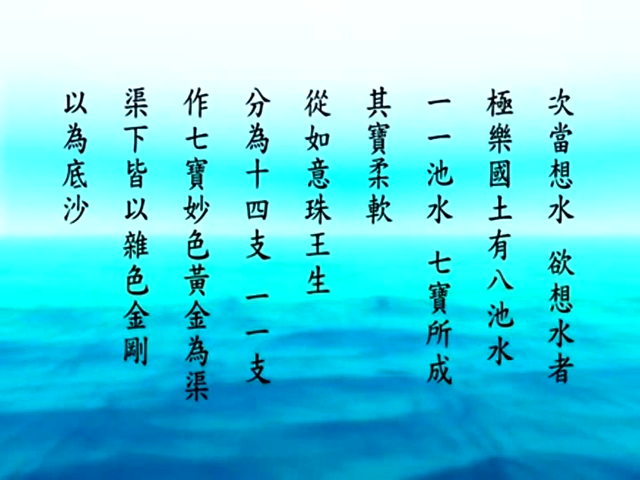 次當想水 欲想水者
極樂國土有八池水
一一池水 七寶所成
其寶柔軟
從如意珠王生
分為十四支 一一支
作七寶妙色黃金為渠
渠下皆以雜色金剛
以為底沙